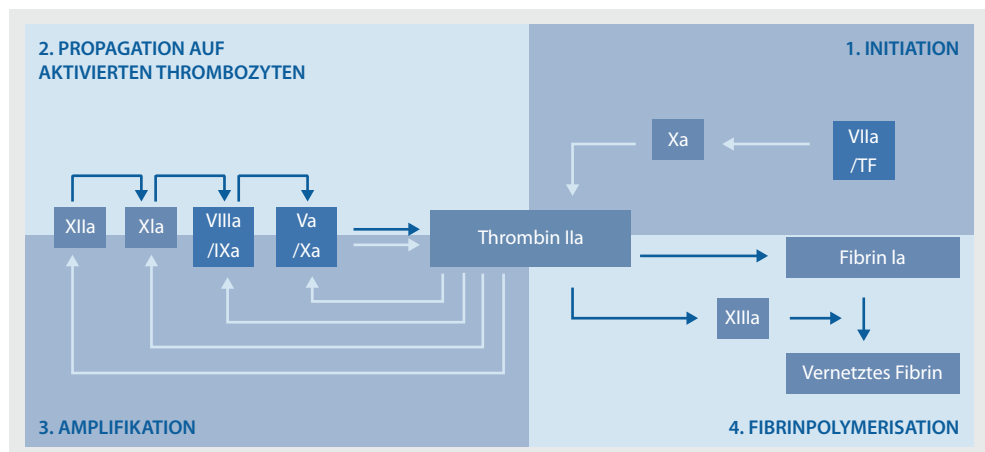 2. PROPAGATION AUF
AKTIVIERTEN THROMBOZYTEN
1. INITIATION
Xa
VIIa
/TF
XIIa
XIa
VIIIa
/IXa
Va
/Xa
Thrombin IIa
Fibrin Ia
XIIIa
Vernetztes Fibrin
3. AMPLIFIKATION
4. FIBRINPOLYMERISATION